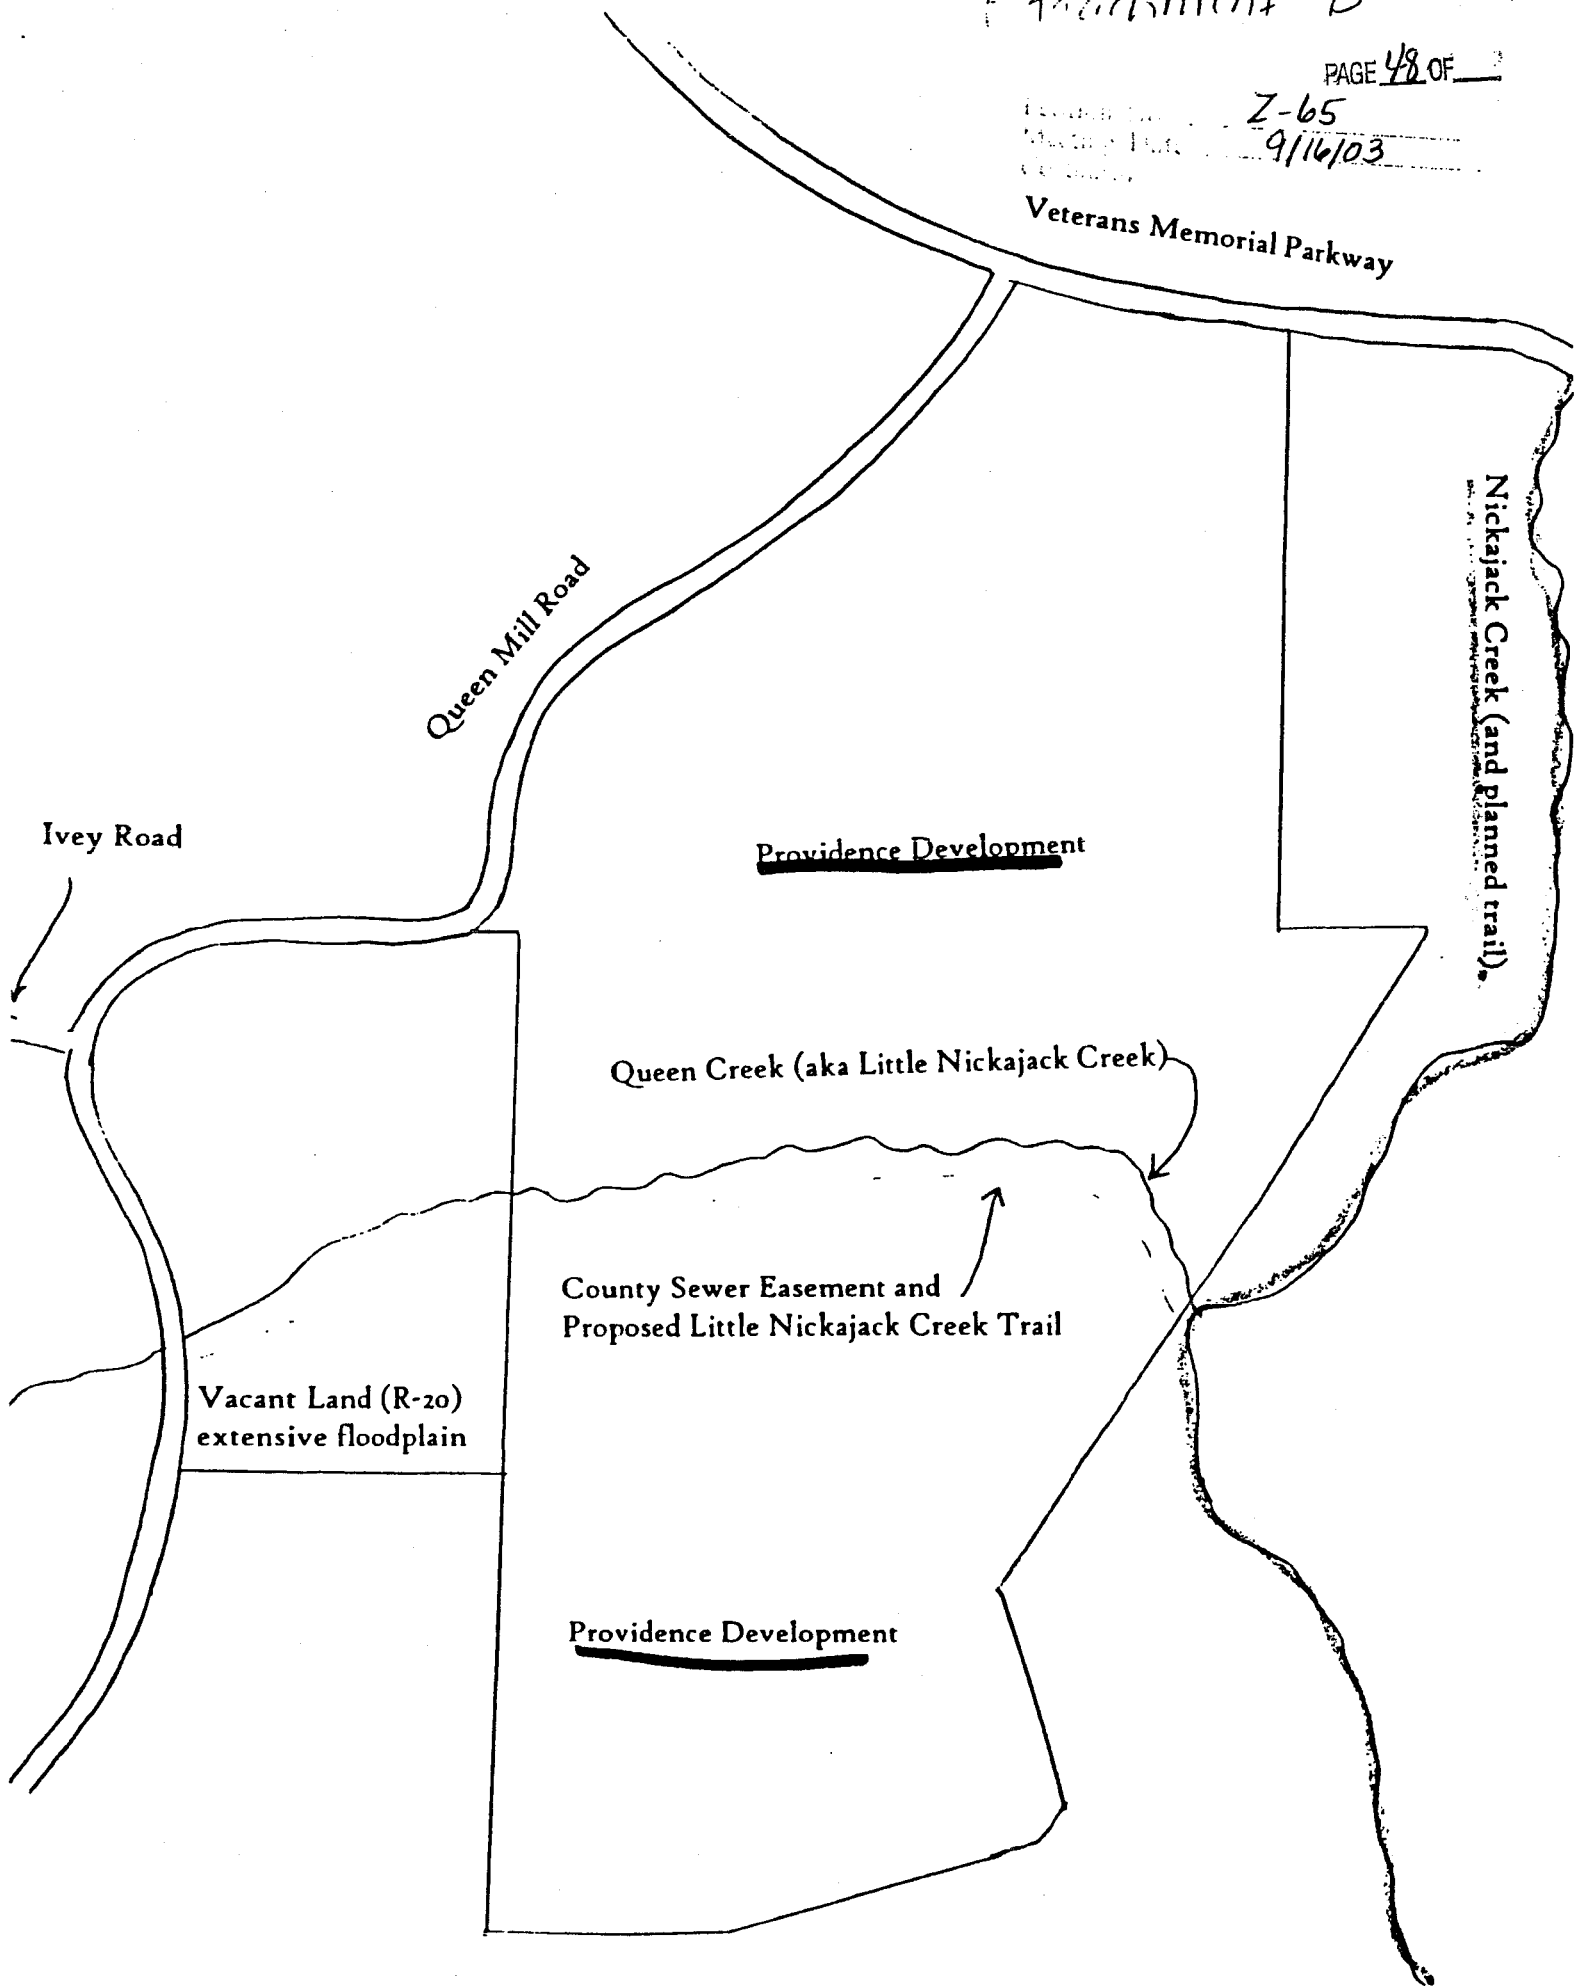 Attachment B
PAGE 48 OF
Z-65
9/16/03
Veterans Memorial Parkway
Nickajack Creek (and planned trail).
Queen Mill Road
Ivey Road
Providence Development
Queen Creek (aka Little Nickajack Creek)
County Sewer Easement and
Proposed Little Nickajack Creek Trail
Vacant Land (R-20)
extensive floodplain
Providence Development